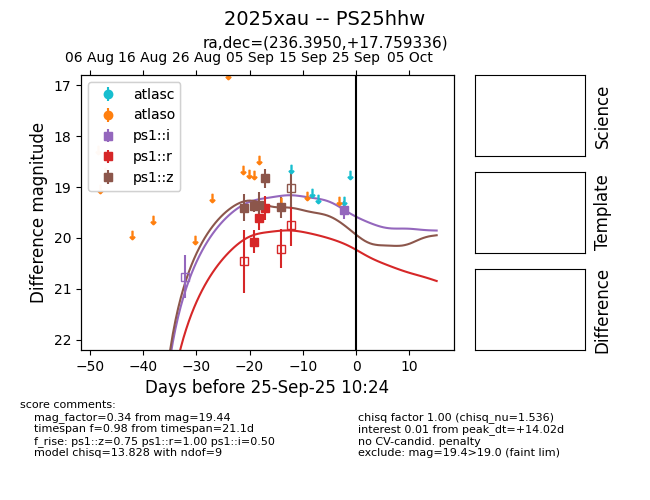 2025xau -- PS25hhw
ra,dec=(236.3950,+17.759336)
06 Aug 16 Aug 26 Aug 05 Sep 15 Sep 25 Sep 05 Oct
17
18
19
20
21
22
Difference magnitude
atlasc
atlaso
ps1::i
ps1::r
ps1::z
−50 −40 −30 −20 −10 0 10
Days before 25-Sep-25 10:24
Science
Template
Difference
score comments:
mag_factor=0.34 from mag=19.44
timespan f=0.98 from timespan=21.1d
f_rise: ps1::z=0.75 ps1::r=1.00 ps1::i=0.50
model chisq=13.828 with ndof=9
chisq factor 1.00 (chisq_nu=1.536)
interest 0.01 from peak_dt=+14.02d
no CV-candid. penalty
exclude: mag=19.4>19.0 (faint lim)